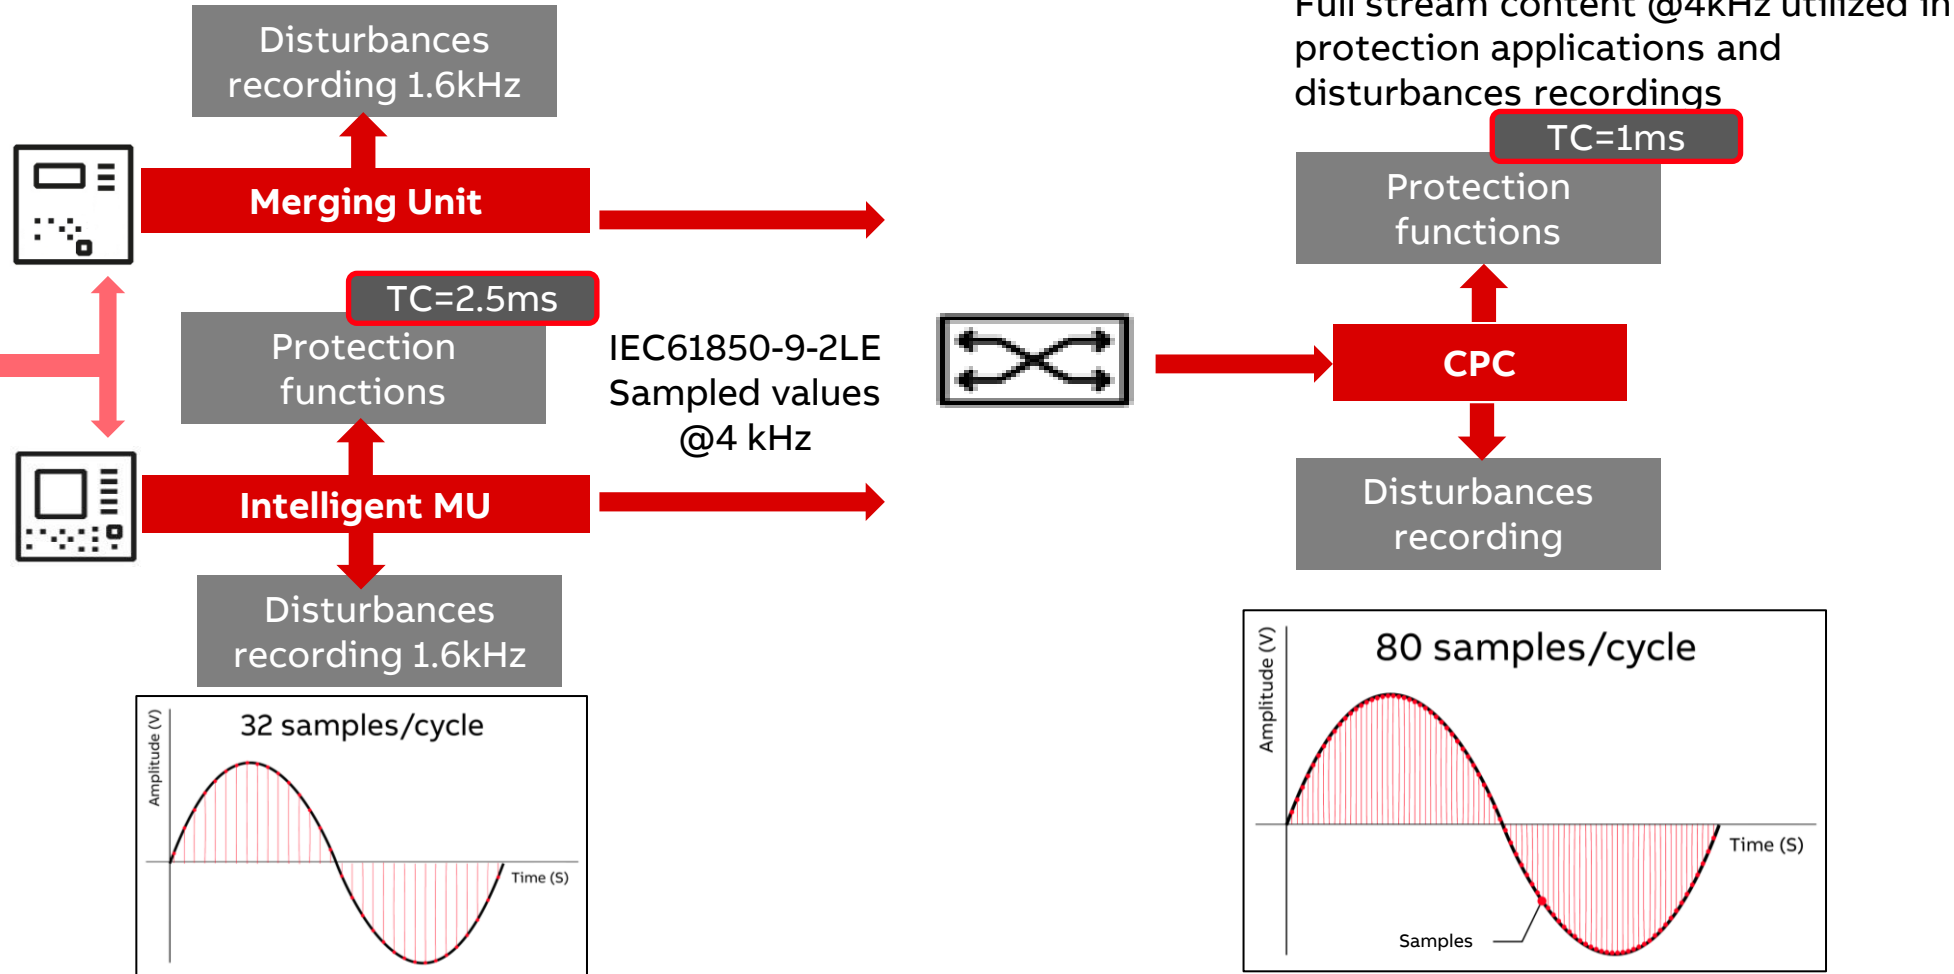 Disturbances
recording 1.6kHz
Merging Unit
TC=2.5ms
Protection
functions
Intelligent MU
Disturbances
recording 1.6kHz
32 samples/cycle
Amplitude (V)
Time (S)
IEC61850-9-2LE
Sampled values
@4 kHz
Full stream content @4kHz utilized in
protection applications and
disturbances recordings
TC=1ms
Protection
functions
CPC
Disturbances
recording
80 samples/cycle
Amplitude (V)
Time (S)
Samples